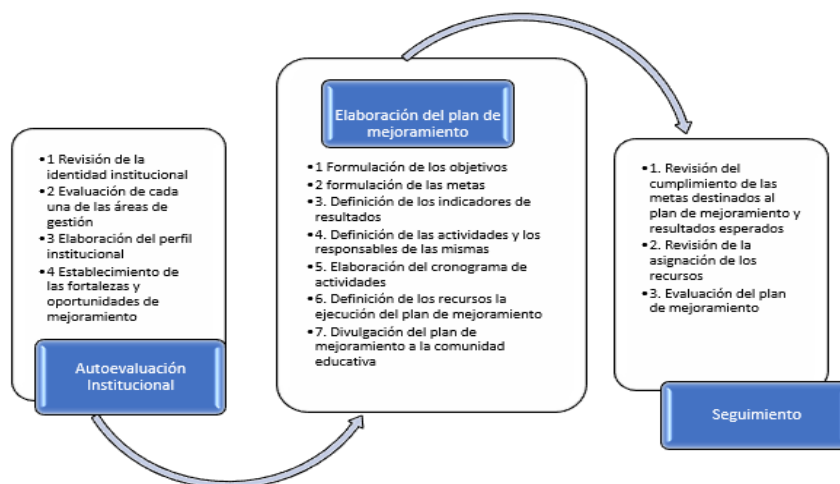 •1 Revisión de la
identidad institucional
•2 Evaluación de cada
una de las áreas de
gestión
•3 Elaboración del perfil
institucional
•4 Establecimiento de
las fortalezas y
oportunidades de
mejoramiento
Autoevaluación
Institucional
Elaboración del plan de
mejoramiento
•1 Formulación de los objetivos
•2 formulación de las metas
•3. Definición de los indicadores de
resultados
•4. Definición de las actividades y los
responsables de las mismas
•5. Elaboración del cronograma de
actividades
•6. Definición de los recursos la
ejecución del plan de mejoramiento
•7. Divulgación del plan de
mejoramiento a la comunidad
educativa
•1. Revisión del
cumplimiento de las
metas destinados al
plan de mejoramiento y
resultados esperados
•2. Revisión de la
asignación de los
recursos
•3. Evaluación del plan
de mejoramiento
Seguimiento